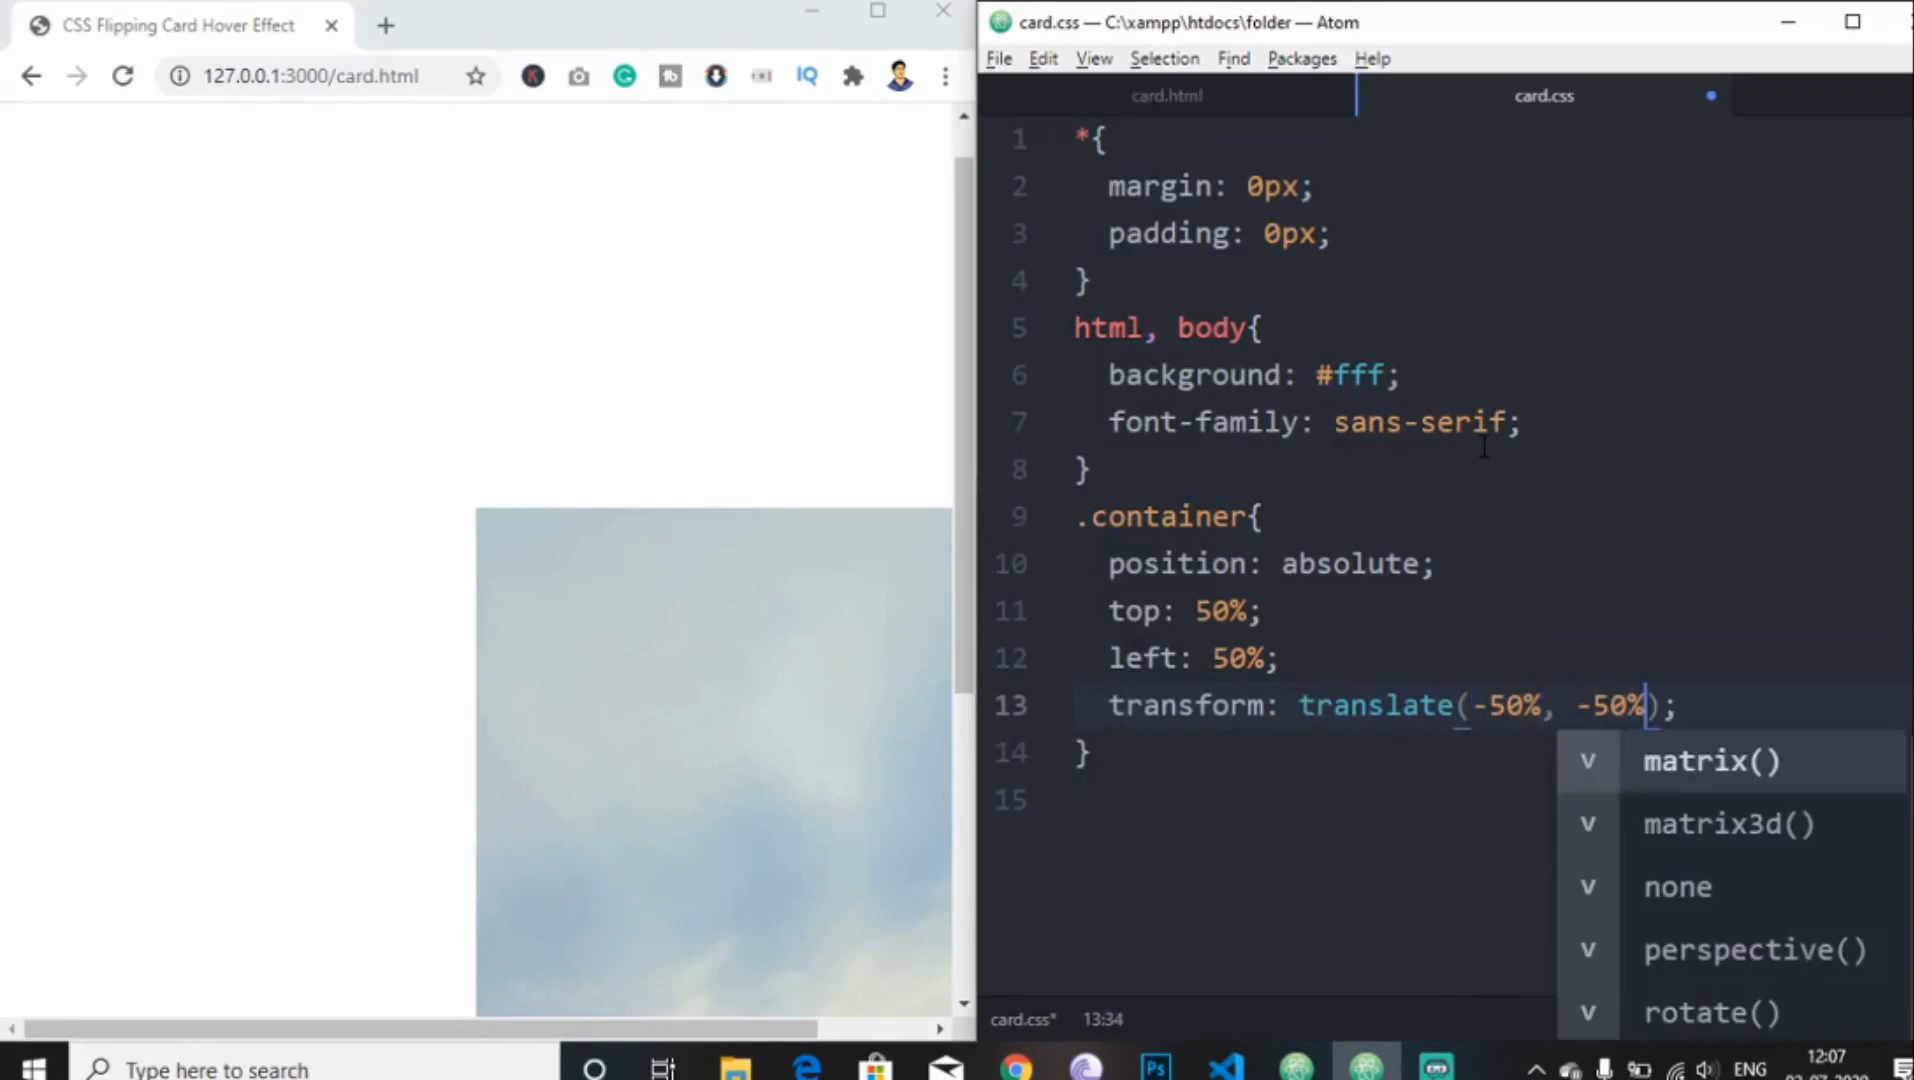 CSS Flipping Card Hover Effect
card.css — C:\xampp\htdocs\folder — Atom
127.0.0.1:3000/card.html
File Edit View Selection Find Packages Help
card.html card.css
1 *{
2 margin: 0px;
3 padding: 0px;
4 }
5 html, body{
6 background: #fff;
7 font-family: sans-serif;
8 }
9 .container{
10 position: absolute;
11 top: 50%;
12 left: 50%;
13 transform: translate(-50%, -50%);
14 }
15
v matrix()
v matrix3d()
v none
v perspective()
v rotate()
card.css* 13:34
Type here to search
Ps
ENG
12:07